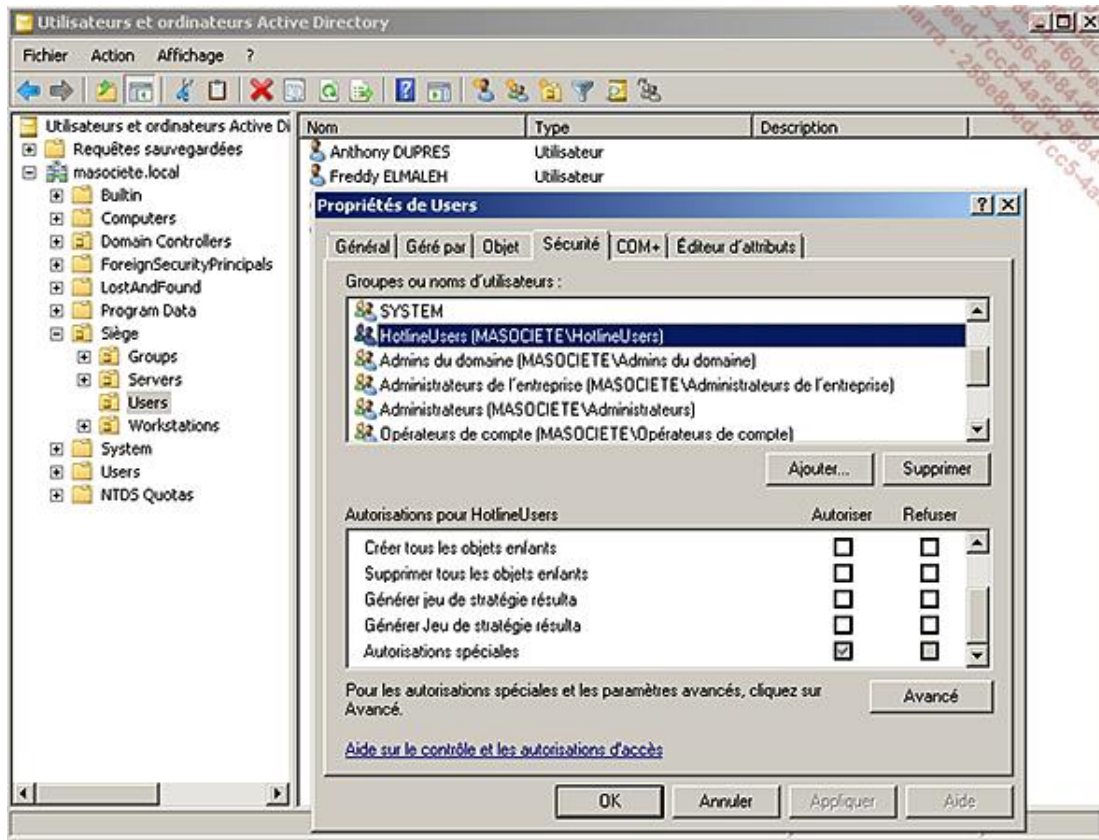 Utilisateurs et ordinateurs Active Directory
Fichier Action Affichage ?
Utilisateurs et ordinateurs Active Di
Requêtes sauvegardées
masociete.local
Builtin
Computers
Domain Controllers
ForeignSecurityPrincipals
LostAndFound
Program Data
Siège
Groups
Servers
Users
Workstations
System
Users
NTDS Quotas
Nom Type Description
Anthony DUPRES Utilisateur
Freddy ELMALEH Utilisateur
Propriétés de Users
Général Géré par Objet Sécurité COM+ Éditeur d'attributs
Groupes ou noms d'utilisateurs :
SYSTEM
HotlineUsers (MASOCIETE\HotlineUsers)
Admins du domaine (MASOCIETE\Admins du domaine)
Administrateurs de l'entreprise (MASOCIETE\Administrateurs de l'entreprise)
Administrateurs (MASOCIETE\Administrateurs)
Opérateurs de compte (MASOCIETE\Opérateurs de compte)
Ajouter... Supprimer
Autorisations pour HotlineUsers Autoriser Refuser
Créer tous les objets enfants
Supprimer tous les objets enfants
Générer jeu de stratégie résulta
Générer Jeu de stratégie résulta
Autorisations spéciales
Pour les autorisations spéciales et les paramètres avancés, cliquez sur
Avancé.
Avancé
Aide sur le contrôle et les autorisations d'accès
OK Annuler Appliquer Aide